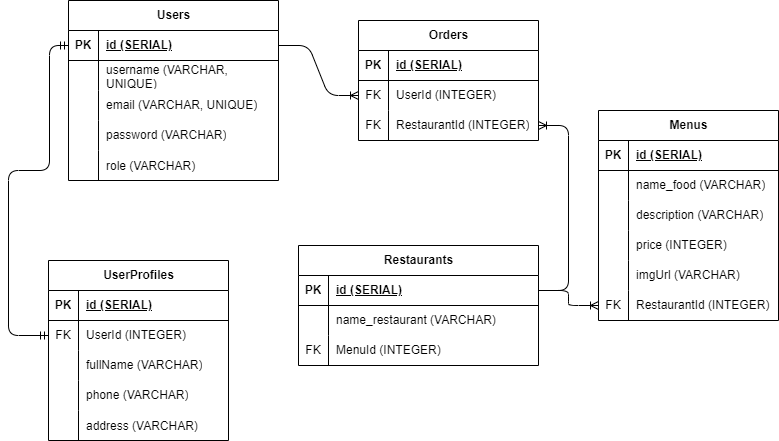 Users
PK id (SERIAL)
username (VARCHAR,
UNIQUE)
email (VARCHAR, UNIQUE)
password (VARCHAR)
role (VARCHAR)
Orders
PK id (SERIAL)
FK UserId (INTEGER)
FK RestaurantId (INTEGER)
Menus
PK id (SERIAL)
name_food (VARCHAR)
description (VARCHAR)
price (INTEGER)
imgUrl (VARCHAR)
FK RestaurantId (INTEGER)
Restaurants
PK id (SERIAL)
name_restaurant (VARCHAR)
FK MenuId (INTEGER)
UserProfiles
PK id (SERIAL)
FK UserId (INTEGER)
fullName (VARCHAR)
phone (VARCHAR)
address (VARCHAR)